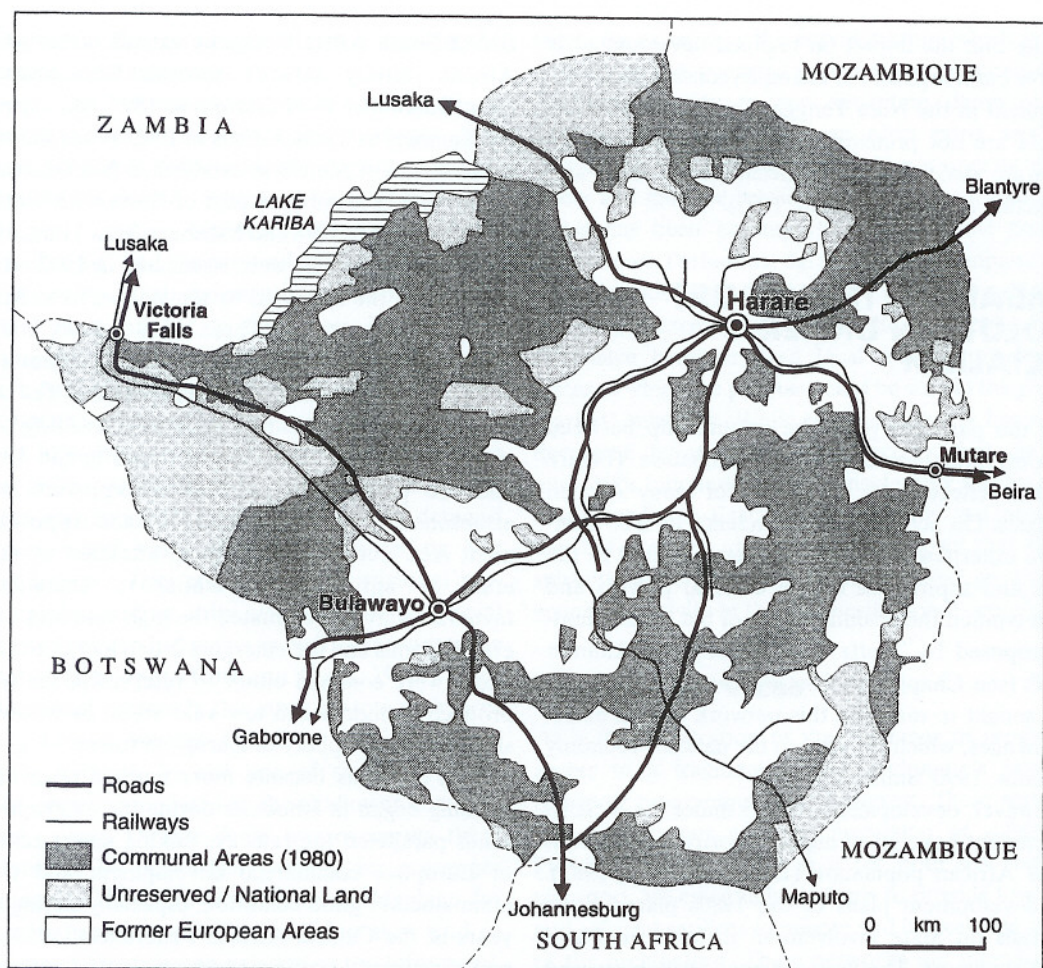 MOZAMBIQUE
Lusaka
ZAMBIA
Blantyre
LAKE
KARIBA
Lusaka
Victoria
Falls
Harare
Mutare
Beira
Bulawayo
BOTSWANA
Gaborone
Roads
Railways
Communal Areas (1980)
Unreserved / National Land
Former European Areas
MOZAMBIQUE
Maputo
Johannesburg
0 km 100
SOUTH AFRICA